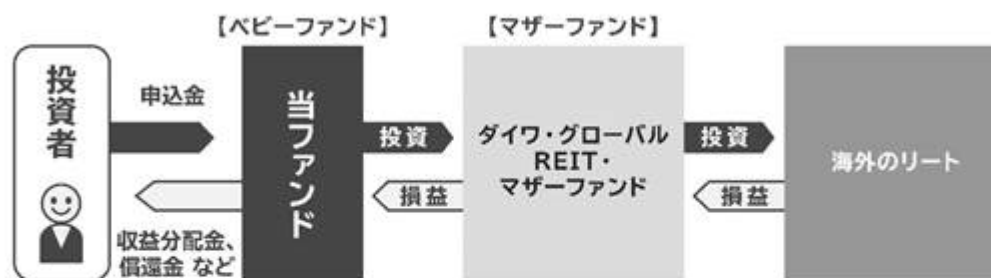 【ベビーファンド】
【マザーファンド】
投資者
申込金
収益分配金、
償還金 など
当ファンド
投資
損益
ダイワ・グローバル
REIT・
マザーファンド
投資
損益
海外のリート